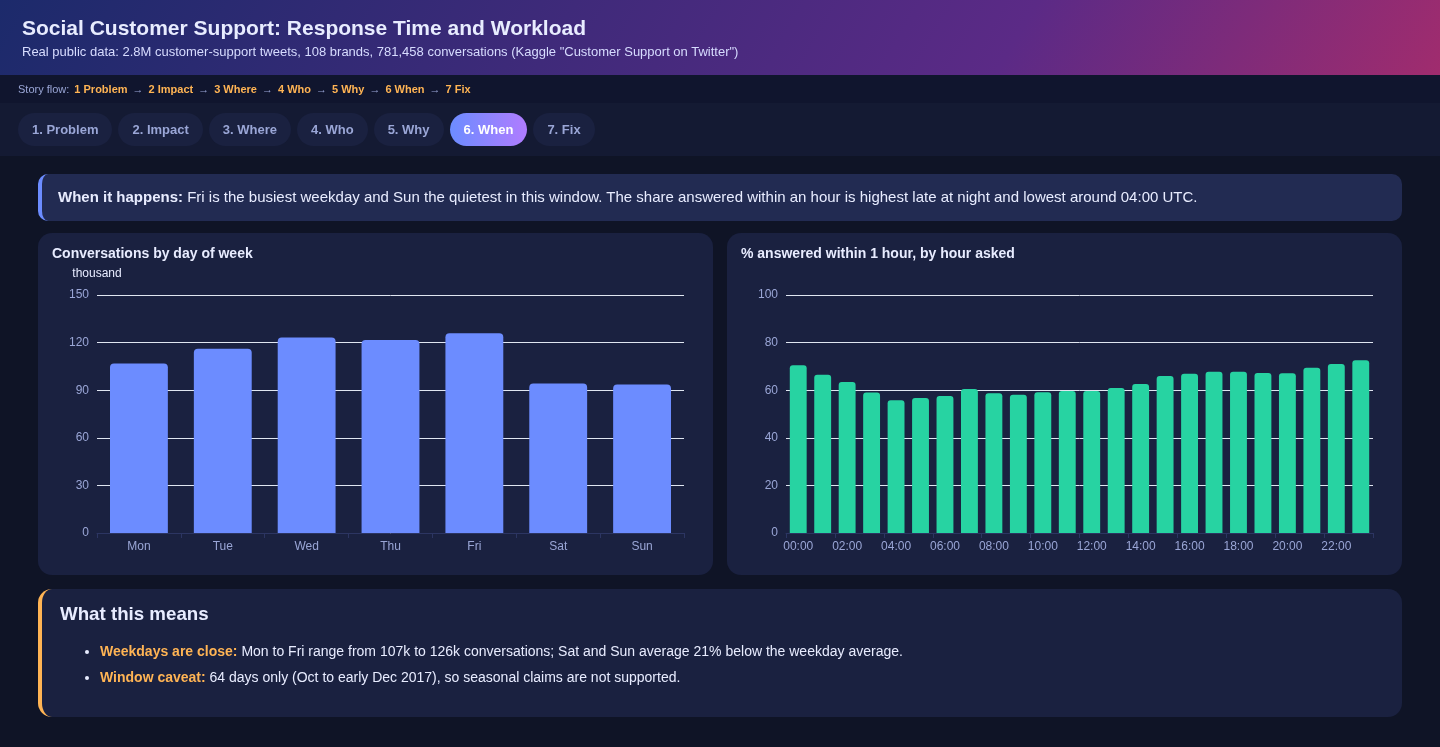 Social Customer Support: Response Time and Workload
Real public data: 2.8M customer-support tweets, 108 brands, 781,458 conversations (Kaggle "Customer Support on Twitter")
Story flow: 1 Problem → 2 Impact → 3 Where → 4 Who → 5 Why → 6 When → 7 Fix
1. Problem 2. Impact 3. Where 4. Who 5. Why 6. When 7. Fix
When it happens: Fri is the busiest weekday and Sun the quietest in this window. The share answered within an hour is highest late at night and lowest around 04:00 UTC.
Conversations by day of week
thousand
150
120
90
60
30
0
Mon Tue Wed Thu Fri Sat Sun
% answered within 1 hour, by hour asked
100
80
60
40
20
0
00:00 02:00 04:00 06:00 08:00 10:00 12:00 14:00 16:00 18:00 20:00 22:00
What this means
• Weekdays are close: Mon to Fri range from 107k to 126k conversations; Sat and Sun average 21% below the weekday average.
• Window caveat: 64 days only (Oct to early Dec 2017), so seasonal claims are not supported.